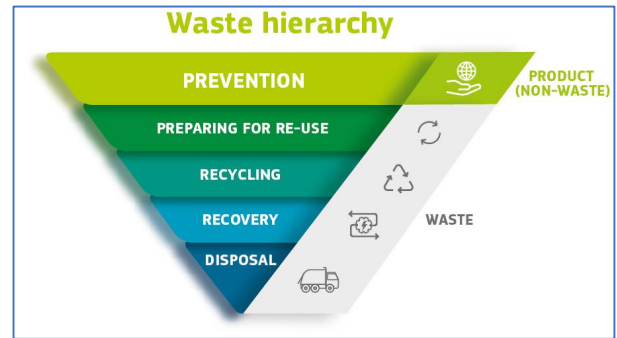 Waste hierarchy
PREVENTION
PRODUCT
(NON-WASTE)
PREPARING FOR RE-USE
RECYCLING
RECOVERY
WASTE
DISPOSAL